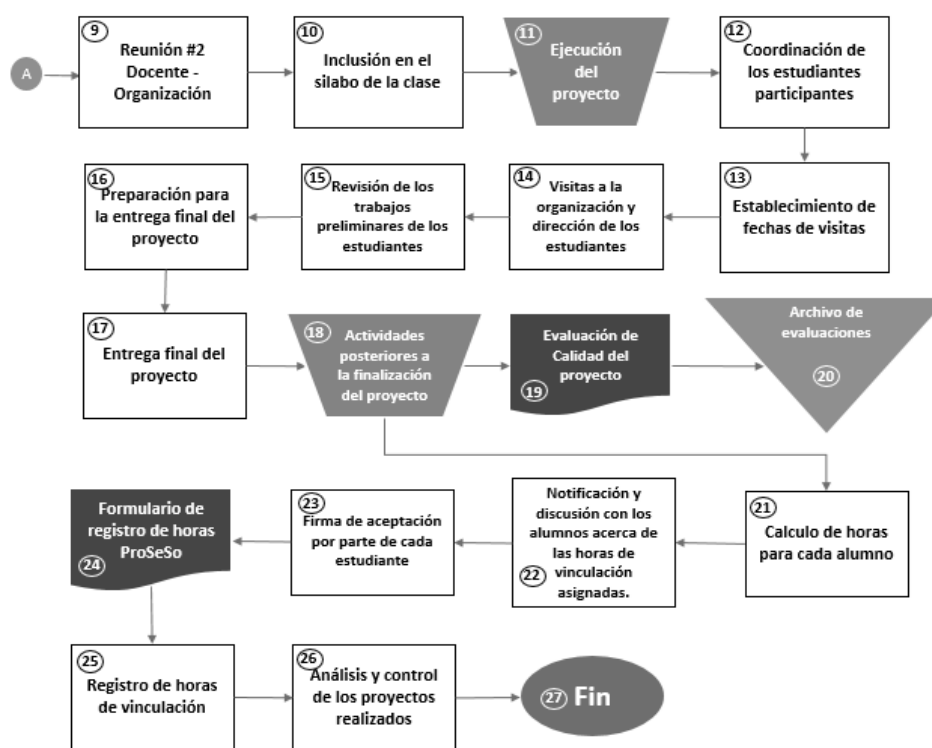 A
9
Reunión #2
Docente -
Organización
10
Inclusión en el
silabo de la clase
11
Ejecución
del
proyecto
12
Coordinación de
los estudiantes
participantes
13
Establecimiento de
fechas de visitas
14
Visitas a la
organización y
dirección de los
estudiantes
15
Revisión de los
trabajos
preliminares de los
estudiantes
16
Preparación para
la entrega final del
proyecto
17
Entrega final del
proyecto
18
Actividades
posteriores a
la finalización
del proyecto
Evaluación de
Calidad del
proyecto
19
Archivo de
evaluaciones
20
21
Calculo de horas
para cada alumno
Notificación y
discusión con los
alumnos acerca de
las horas de
22 vinculación
asignadas.
23
Firma de aceptación
por parte de cada
estudiante
Formulario de
registro de horas
ProSeSo
24
25
Registro de horas
de vinculación
26
Análisis y control
de los proyectos
realizados
27 Fin